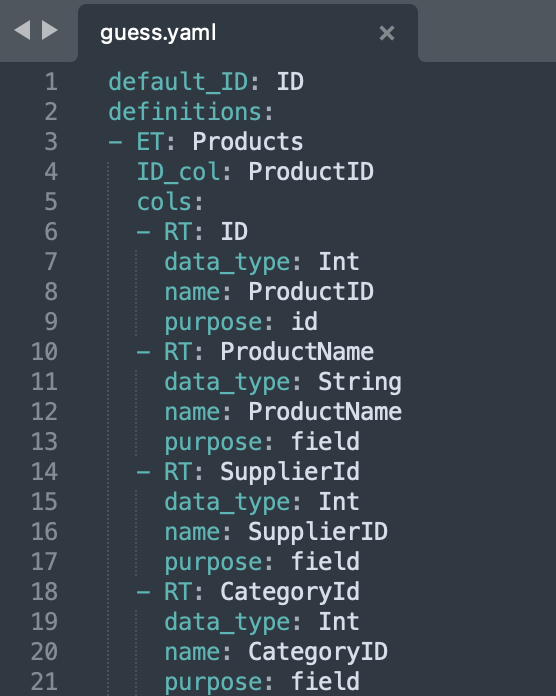 guess.yaml ×
1 default_ID: ID
2 definitions:
3 - ET: Products
4 ID_col: ProductID
5 cols:
6 - RT: ID
7 data_type: Int
8 name: ProductID
9 purpose: id
10 - RT: ProductName
11 data_type: String
12 name: ProductName
13 purpose: field
14 - RT: SupplierId
15 data_type: Int
16 name: SupplierID
17 purpose: field
18 - RT: CategoryId
19 data_type: Int
20 name: CategoryID
21 purpose: field